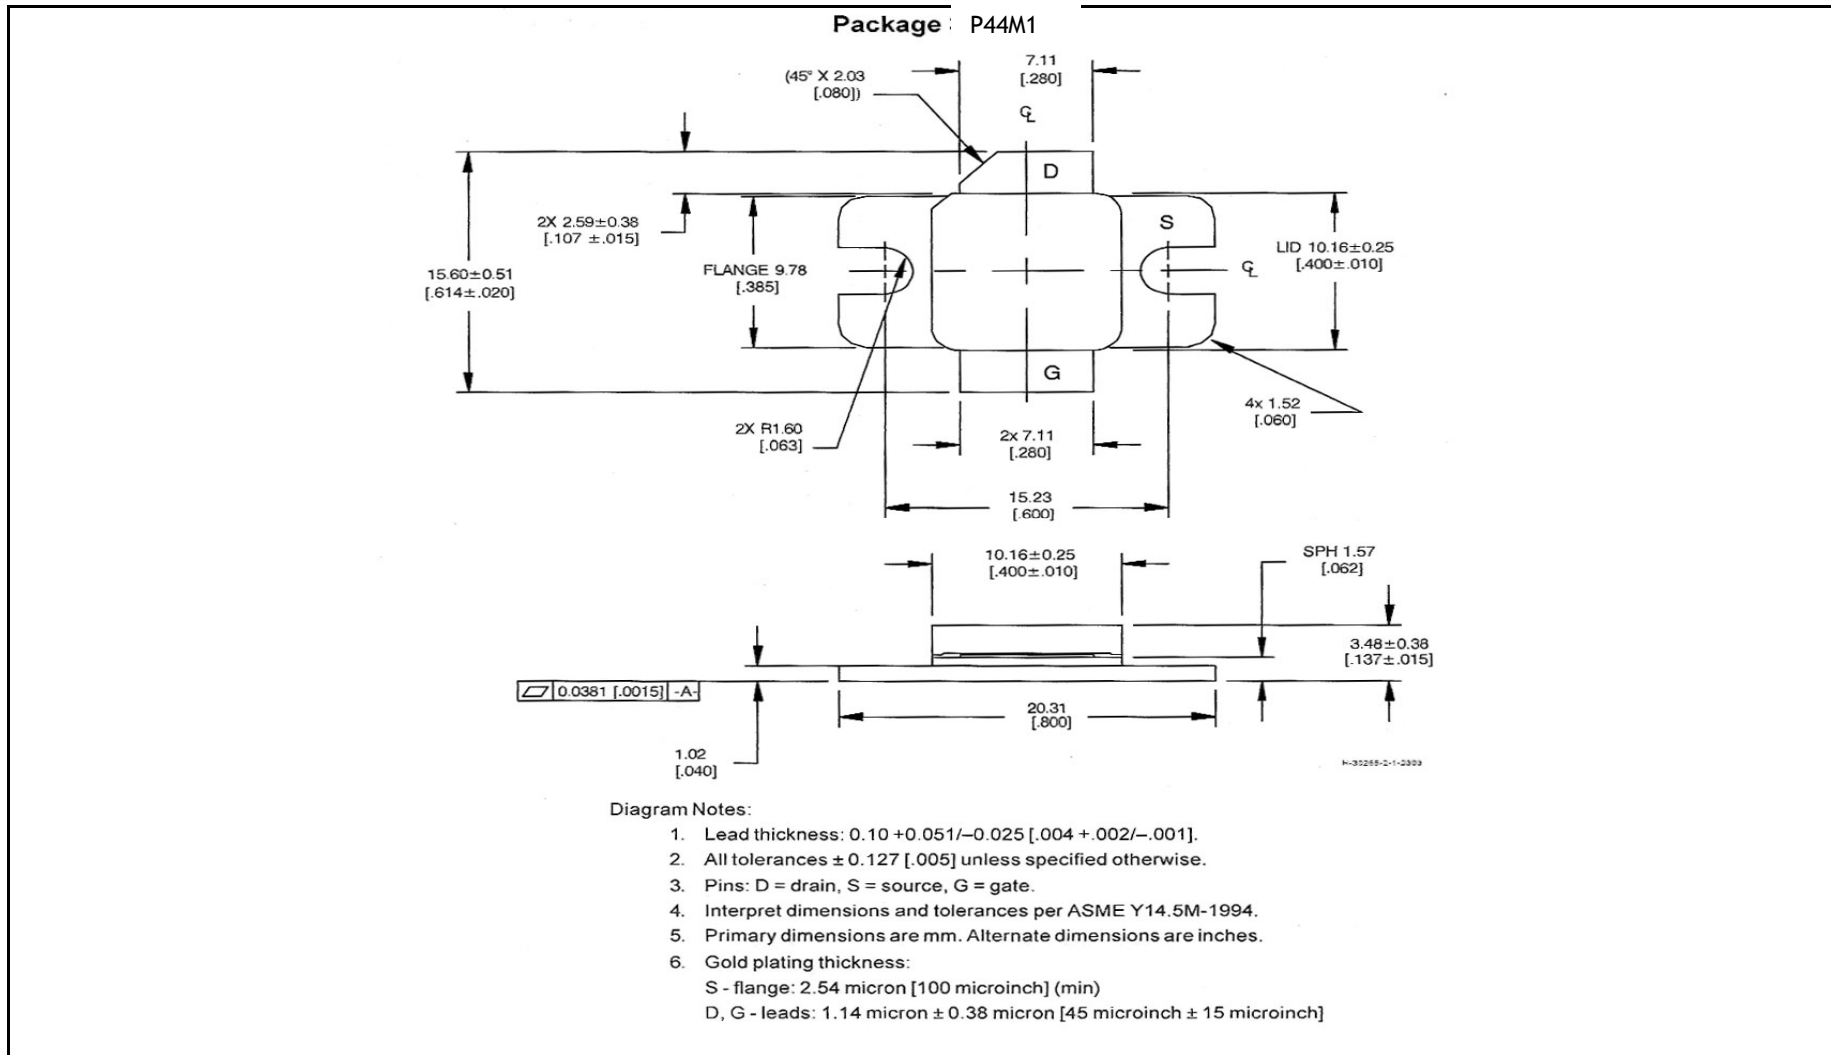 Package P44M1
7.11
[.280]
(45° X 2.03
[.080])
℄
D
2X 2.59±0.38
[.107 ±.015]
S
LID 10.16±0.25
[.400±.010]
FLANGE 9.78
[.385]
℄
15.60±0.51
[.614±.020]
G
4x 1.52
[.060]
2X R1.60
[.063]
2x 7.11
[.280]
15.23
[.600]
10.16±0.25
[.400±.010]
SPH 1.57
[.062]
3.48±0.38
[.137±.015]
0.0381 [.0015] -A-
20.31
[.800]
1.02
[.040]
Diagram Notes:
1. Lead thickness: 0.10 +0.051/–0.025 [.004 +.002/–.001].
2. All tolerances ± 0.127 [.005] unless specified otherwise.
3. Pins: D = drain, S = source, G = gate.
4. Interpret dimensions and tolerances per ASME Y14.5M-1994.
5. Primary dimensions are mm. Alternate dimensions are inches.
6. Gold plating thickness:
S - flange: 2.54 micron [100 microinch] (min)
D, G - leads: 1.14 micron ± 0.38 micron [45 microinch ± 15 microinch]